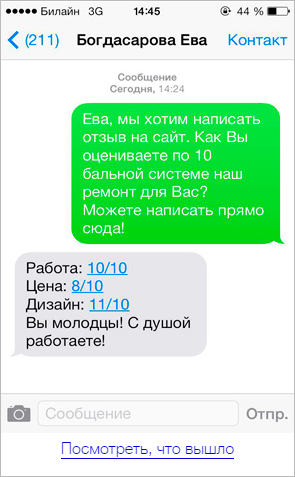 Билайн 3G 14:45 44 %
(211) Богдасарова Ева Контакт
Сообщение
Сегодня, 14:24
Ева, мы хотим написать
отзыв на сайт. Как Вы
оцениваете по 10
бальной системе наш
ремонт для Вас?
Можете написать прямо
сюда!
Работа: 10/10
Цена: 8/10
Дизайн: 11/10
Вы молодцы! С душой
работаете!
Сообщение Отпр.
Посмотреть, что вышло